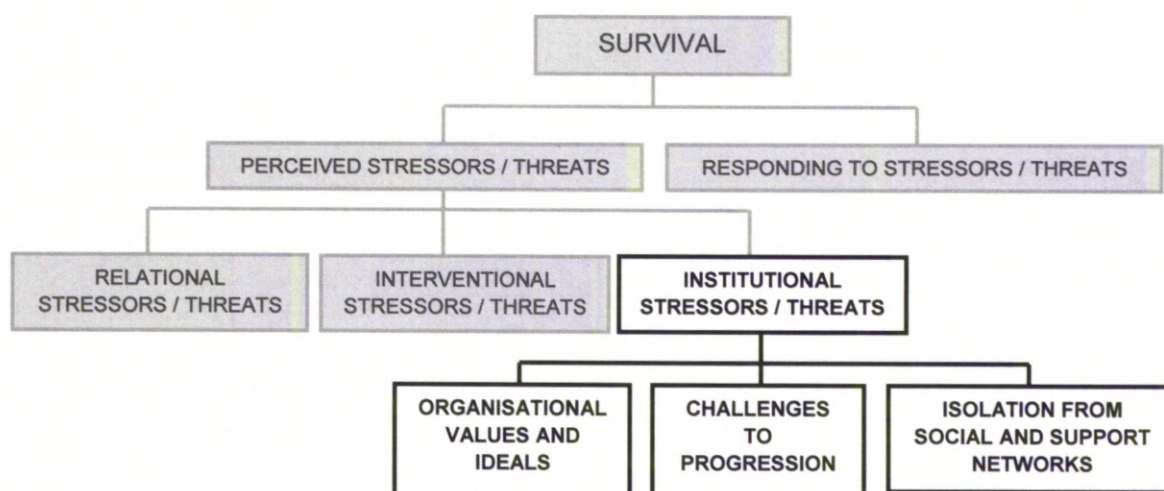 SURVIVAL
PERCEIVED STRESSORS / THREATS
RESPONDING TO STRESSORS / THREATS
RELATIONAL
STRESSORS / THREATS
INTERVENTIONAL
STRESSORS / THREATS
INSTITUTIONAL
STRESSORS / THREATS
ORGANISATIONAL
VALUES AND
IDEALS
CHALLENGES
TO
PROGRESSION
ISOLATION FROM
SOCIAL AND SUPPORT
NETWORKS